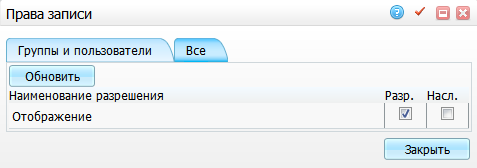 Права записи
Группы и пользователи Все
Обновить
Наименование разрешения Разр. Насл.
Отображение
Закрыть